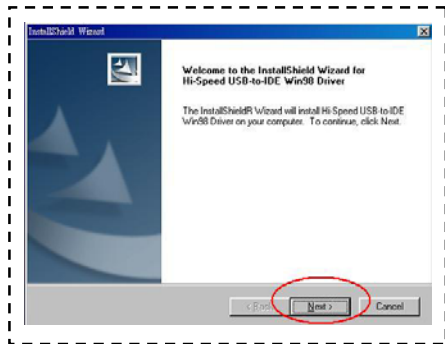 InstallShield Wizard
Welcome to the InstallShield Wizard for
Hi-Speed USB-to-IDE Win98 Driver
The InstallShieldR Wizard will install Hi-Speed USB-to-IDE
Win98 Driver on your computer. To continue, click Next.
< Back Next > Cancel